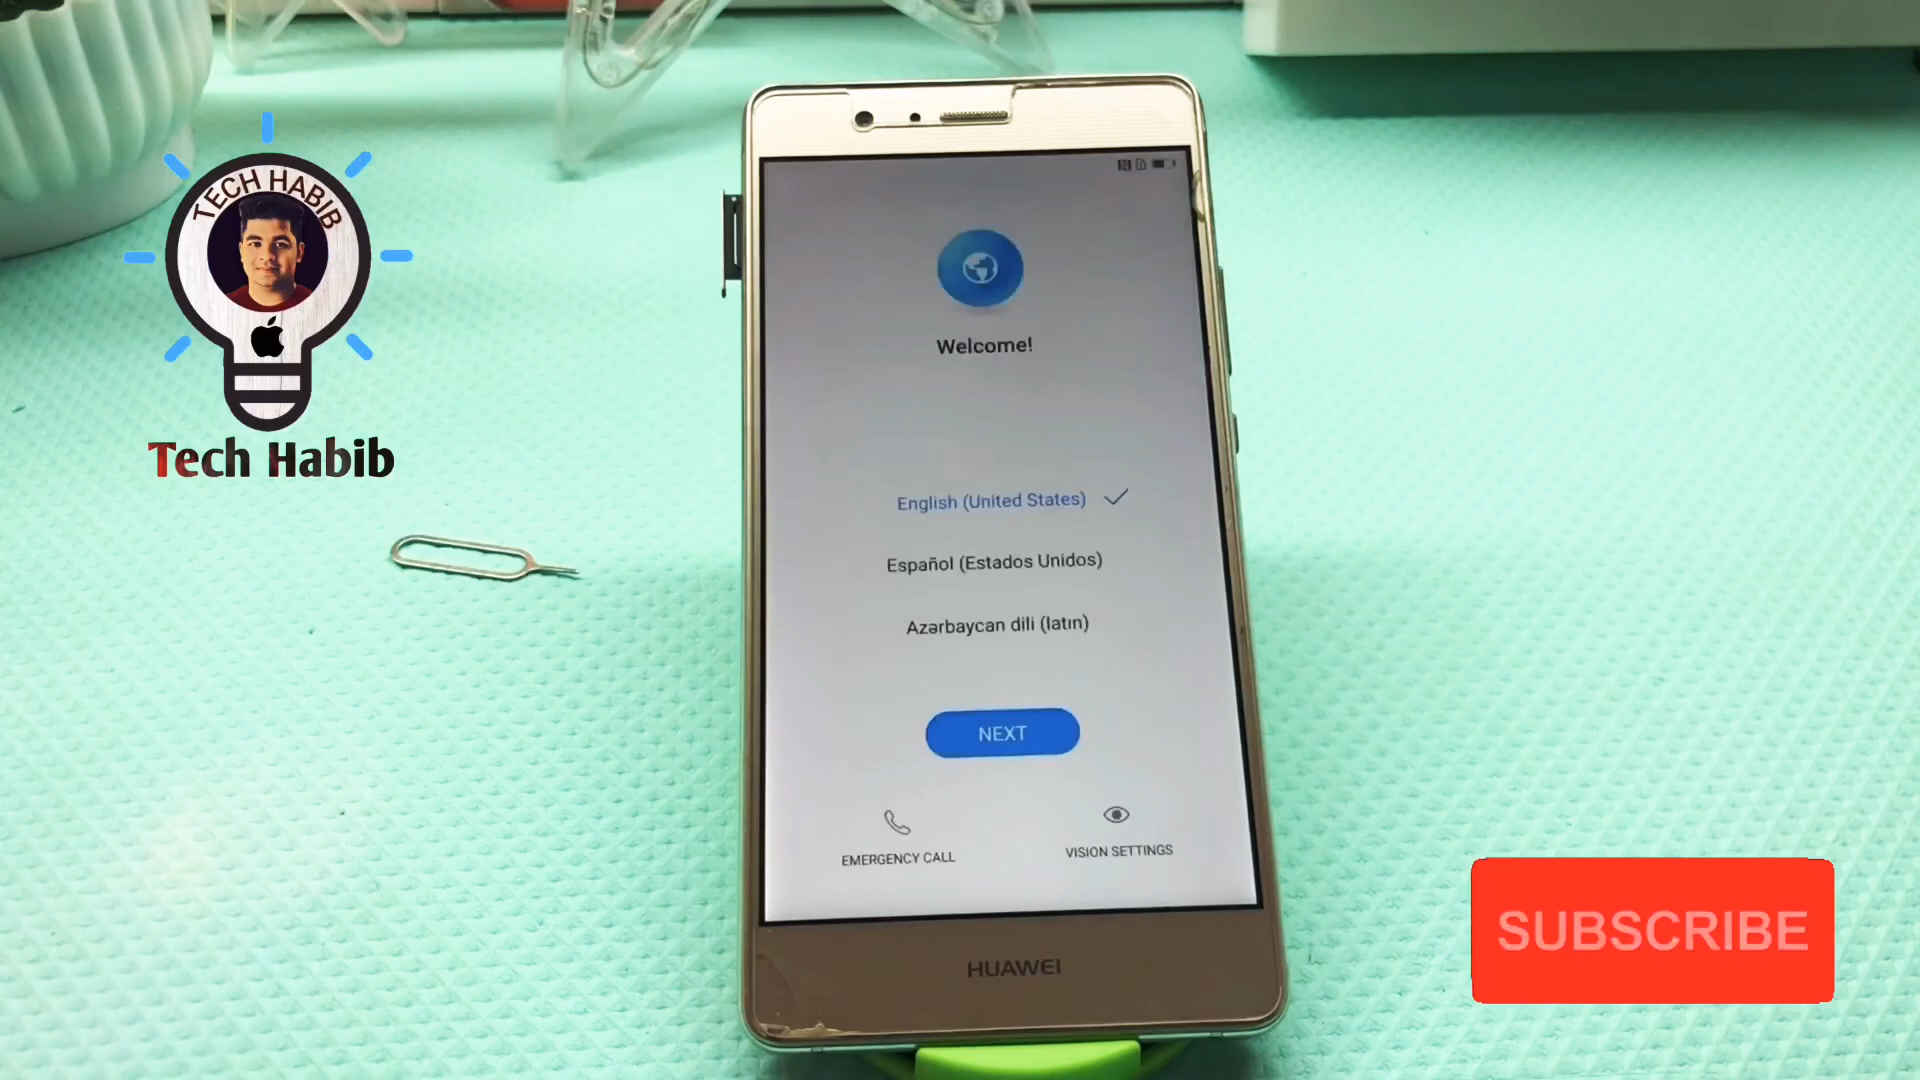 TECH HABIB
Tech Habib
Welcome!
English (United States)
Español (Estados Unidos)
Azərbaycan dili (latın)
NEXT
EMERGENCY CALL
VISION SETTINGS
HUAWEI
SUBSCRIBE